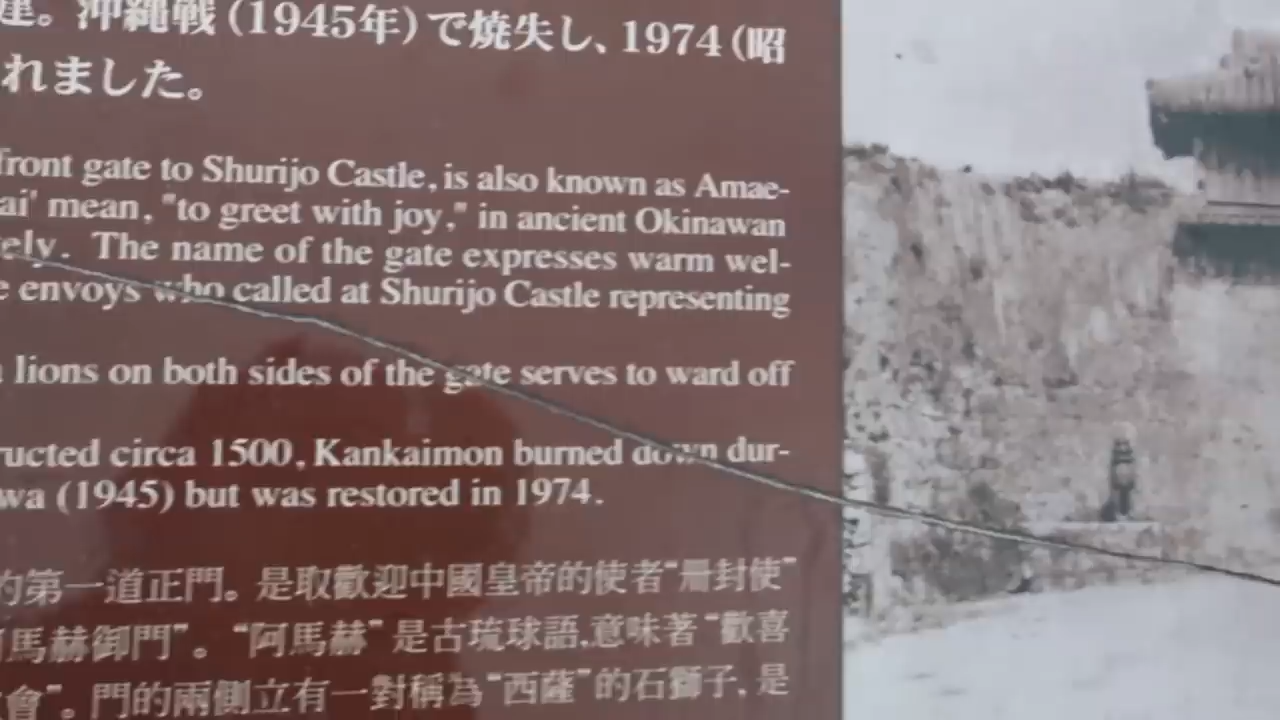 建。沖縄戦(1945年)で焼失し、1974(昭
れました。
front gate to Shurijo Castle, is also known as Amae-
ai' mean, "to greet with joy," in ancient Okinawan
ely. The name of the gate expresses warm wel-
e envoys who called at Shurijo Castle representing
lions on both sides of the gate serves to ward off
ructed circa 1500, Kankaimon burned down dur-
wa (1945) but was restored in 1974.
的第一道正門。是取歡迎中國皇帝的使者“冊封使”
阿馬赫御門”。“阿馬赫”是古琉球語,意味著“歡喜
會”。門的兩側立有一對稱為“西薩”的石獅子,是